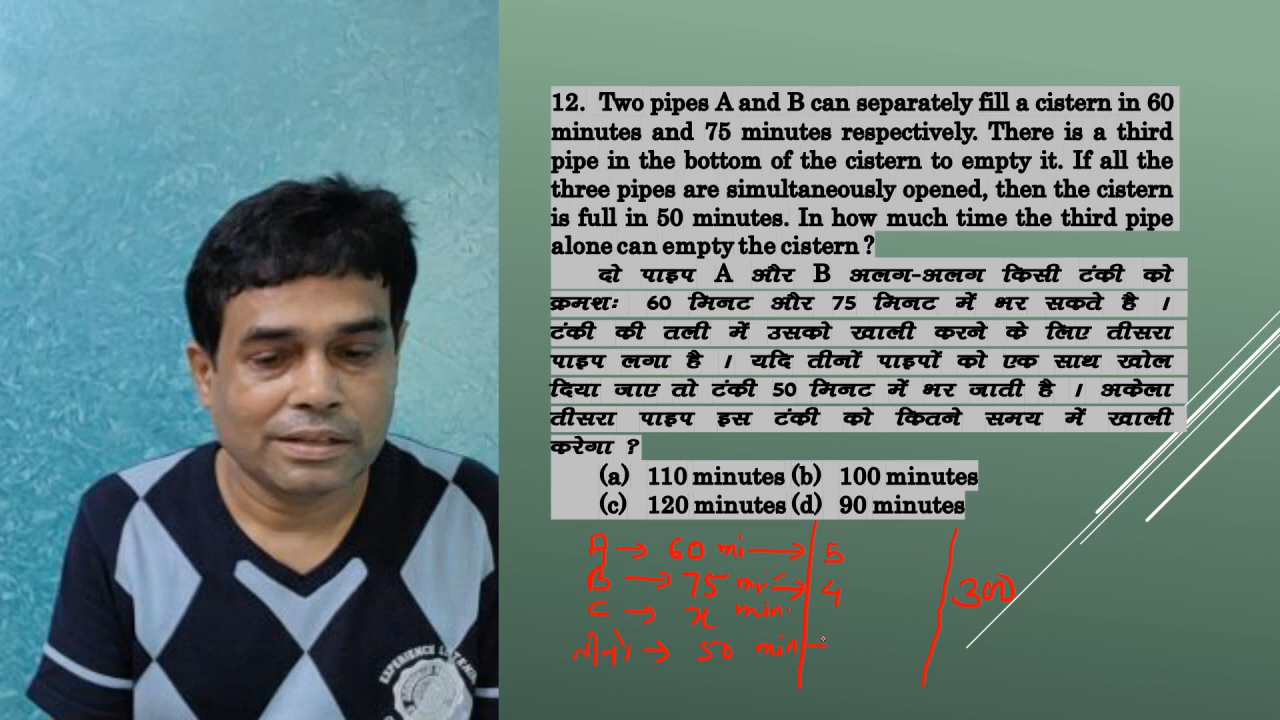 12. Two pipes A and B can separately fill a cistern in 60
minutes and 75 minutes respectively. There is a third
pipe in the bottom of the cistern to empty it. If all the
three pipes are simultaneously opened, then the cistern
is full in 50 minutes. In how much time the third pipe
alone can empty the cistern ?
दो पाइप A और B अलग-अलग किसी टंकी को
क्रमशः 60 मिनट और 75 मिनट में भर सकते है ।
टंकी की तली में उसको खाली करने के लिए तीसरा
पाइप लगा है । यदि तीनों पाइपों को एक साथ खोल
दिया जाए तो टंकी 50 मिनट में भर जाती है । अकेला
तीसरा पाइप इस टंकी को कितने समय में खाली
करेगा ?
(a) 110 minutes (b) 100 minutes
(c) 120 minutes (d) 90 minutes
A → 60 mi → 5
B → 75 min → 4
C → x min.
300
तीनो → 50 min
EXPERIENCE